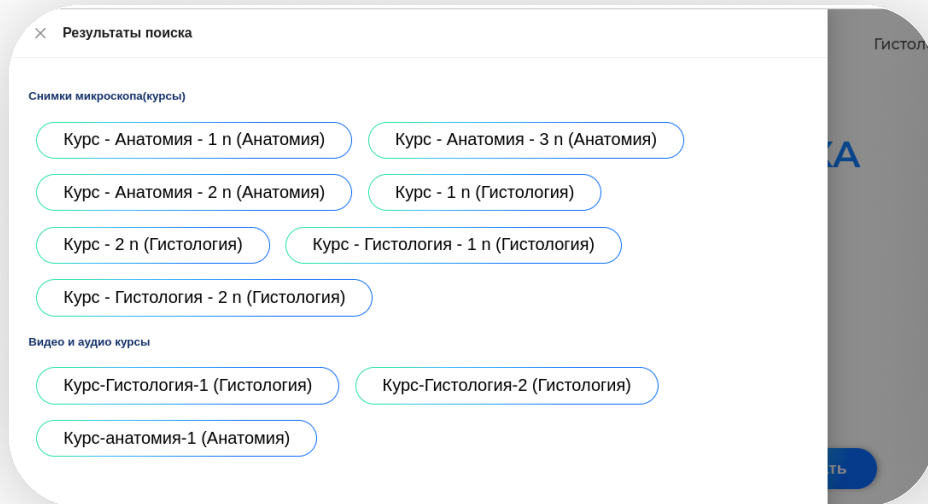 Результаты поиска
Снимки микроскопа(курсы)
Курс - Анатомия - 1 n (Анатомия)
Курс - Анатомия - 3 n (Анатомия)
Курс - Анатомия - 2 n (Анатомия)
Курс - 1 n (Гистология)
Курс - 2 n (Гистология)
Курс - Гистология - 1 n (Гистология)
Курс - Гистология - 2 n (Гистология)
Видео и аудио курсы
Курс-Гистология-1 (Гистология)
Курс-Гистология-2 (Гистология)
Курс-анатомия-1 (Анатомия)